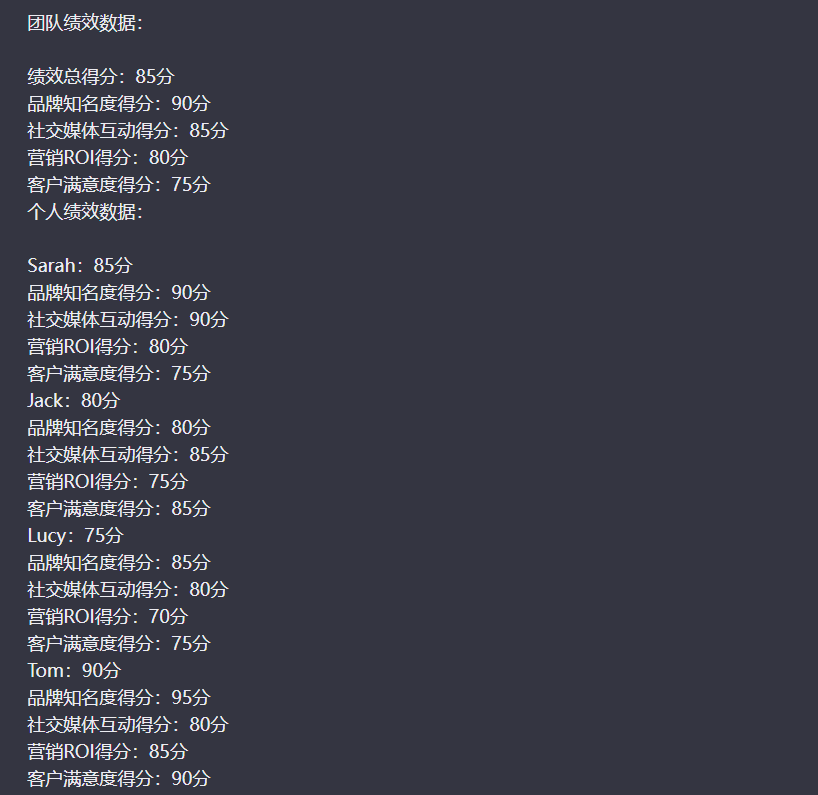 团队绩效数据：
绩效总得分：85分
品牌知名度得分：90分
社交媒体互动得分：85分
营销ROI得分：80分
客户满意度得分：75分
个人绩效数据：
Sarah：85分
品牌知名度得分：90分
社交媒体互动得分：90分
营销ROI得分：80分
客户满意度得分：75分
Jack：80分
品牌知名度得分：80分
社交媒体互动得分：85分
营销ROI得分：75分
客户满意度得分：85分
Lucy：75分
品牌知名度得分：85分
社交媒体互动得分：80分
营销ROI得分：70分
客户满意度得分：75分
Tom：90分
品牌知名度得分：95分
社交媒体互动得分：80分
营销ROI得分：85分
客户满意度得分：90分